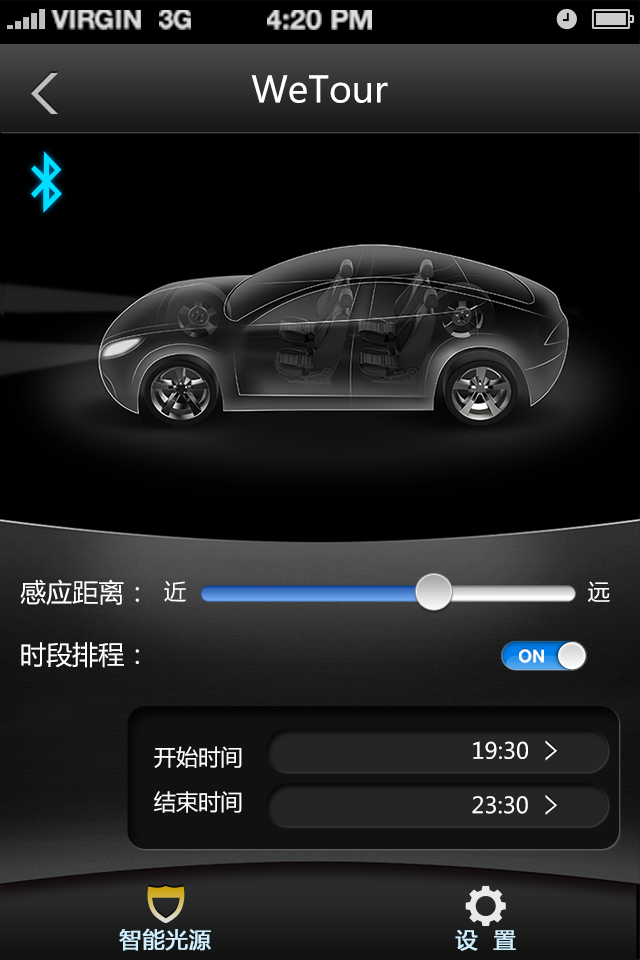 VIRGIN 3G 4:20 PM
WeTour
感应距离： 近 远
时段排程： ON
开始时间 19:30
结束时间 23:30
智能光源 设 置